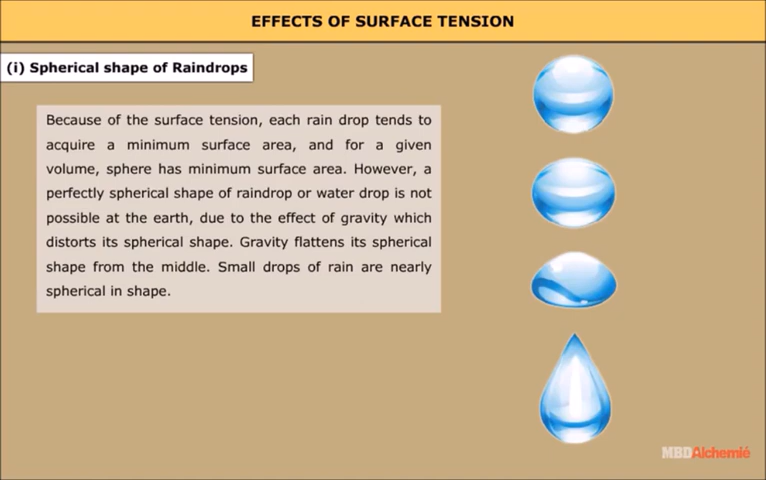 EFFECTS OF SURFACE TENSION
(i) Spherical shape of Raindrops
Because of the surface tension, each rain drop tends to
acquire a minimum surface area, and for a given
volume, sphere has minimum surface area. However, a
perfectly spherical shape of raindrop or water drop is not
possible at the earth, due to the effect of gravity which
distorts its spherical shape. Gravity flattens its spherical
shape from the middle. Small drops of rain are nearly
spherical in shape.
MBDAlchemié